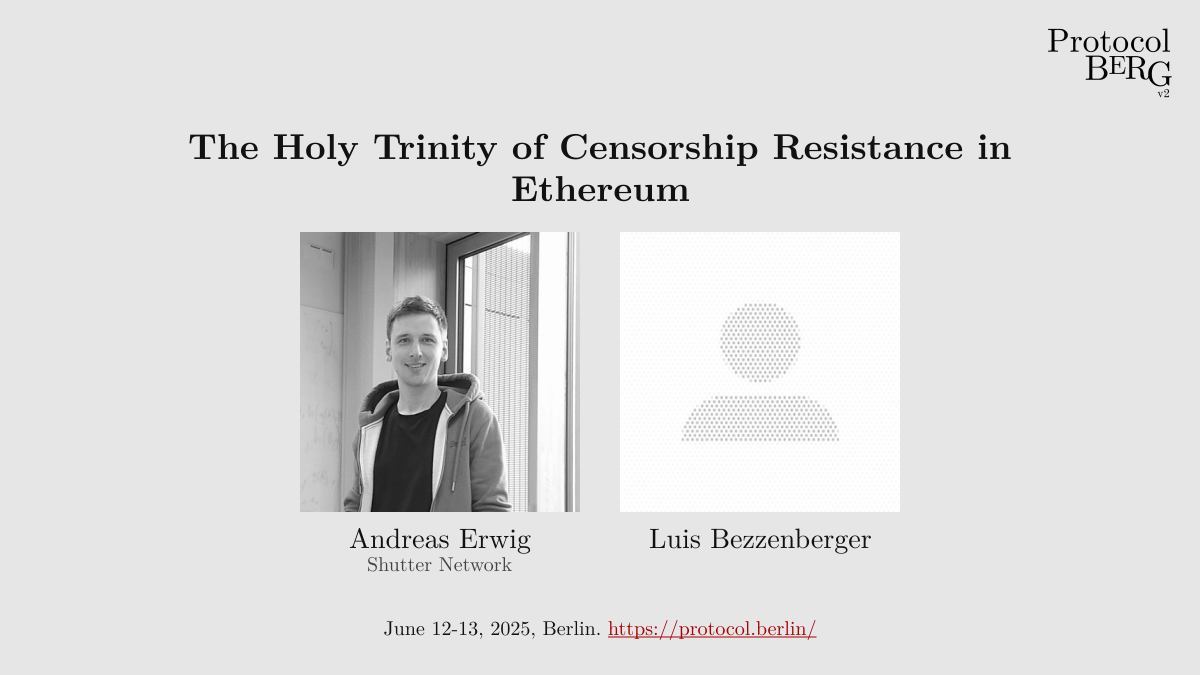 Protocol
BERG
v2
The Holy Trinity of Censorship Resistance in
Ethereum
Andreas Erwig
Shutter Network
Luis Bezzenberger
June 12-13, 2025, Berlin. https://protocol.berlin/